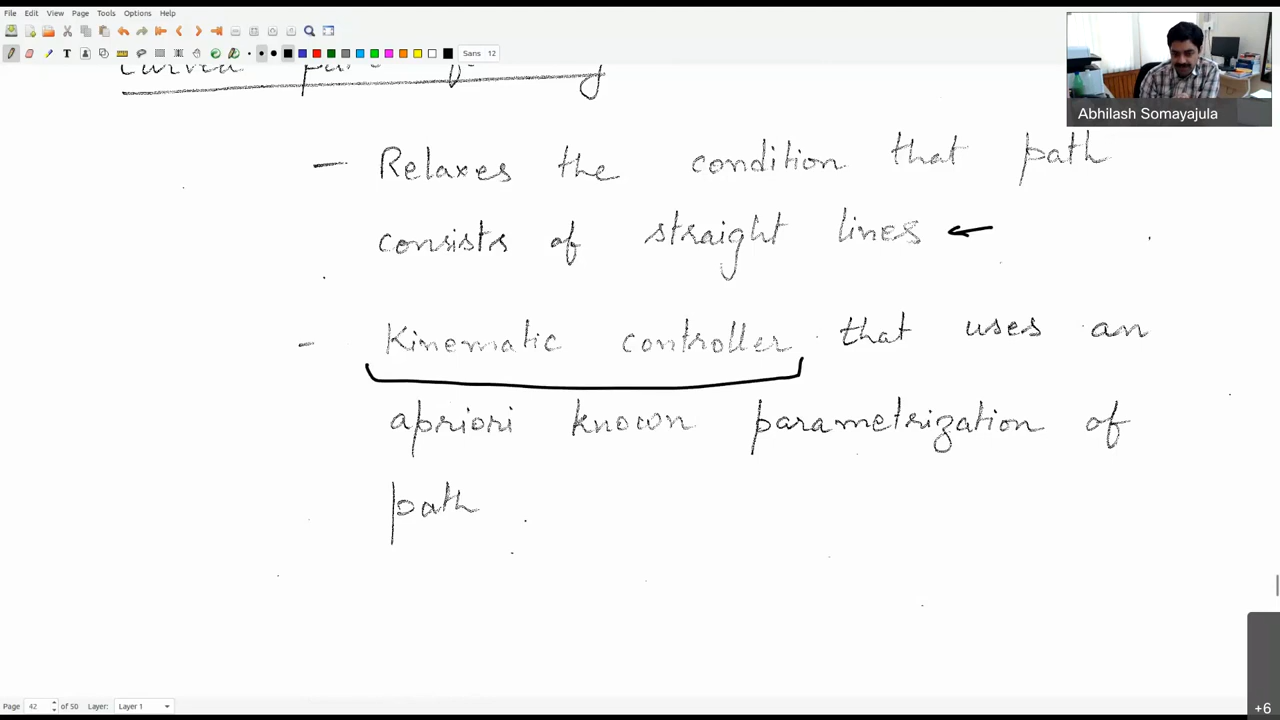 File Edit View Page Tools Options Help
Sans 12
Abhilash Somayajula
- Relaxes the condition that path
consists of straight lines ←
- Kinematic controller that uses an
apriori known parametrization of
path
Page 42 of 50 Layer: Layer 1
+6